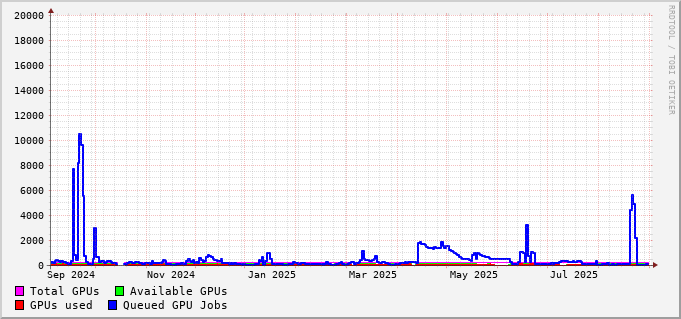 20000
18000
16000
14000
12000
10000
8000
6000
4000
2000
0
Sep 2024 Nov 2024 Jan 2025 Mar 2025 May 2025 Jul 2025
Total GPUs Available GPUs
GPUs used Queued GPU Jobs
RRDTOOL / TOBI OETIKER